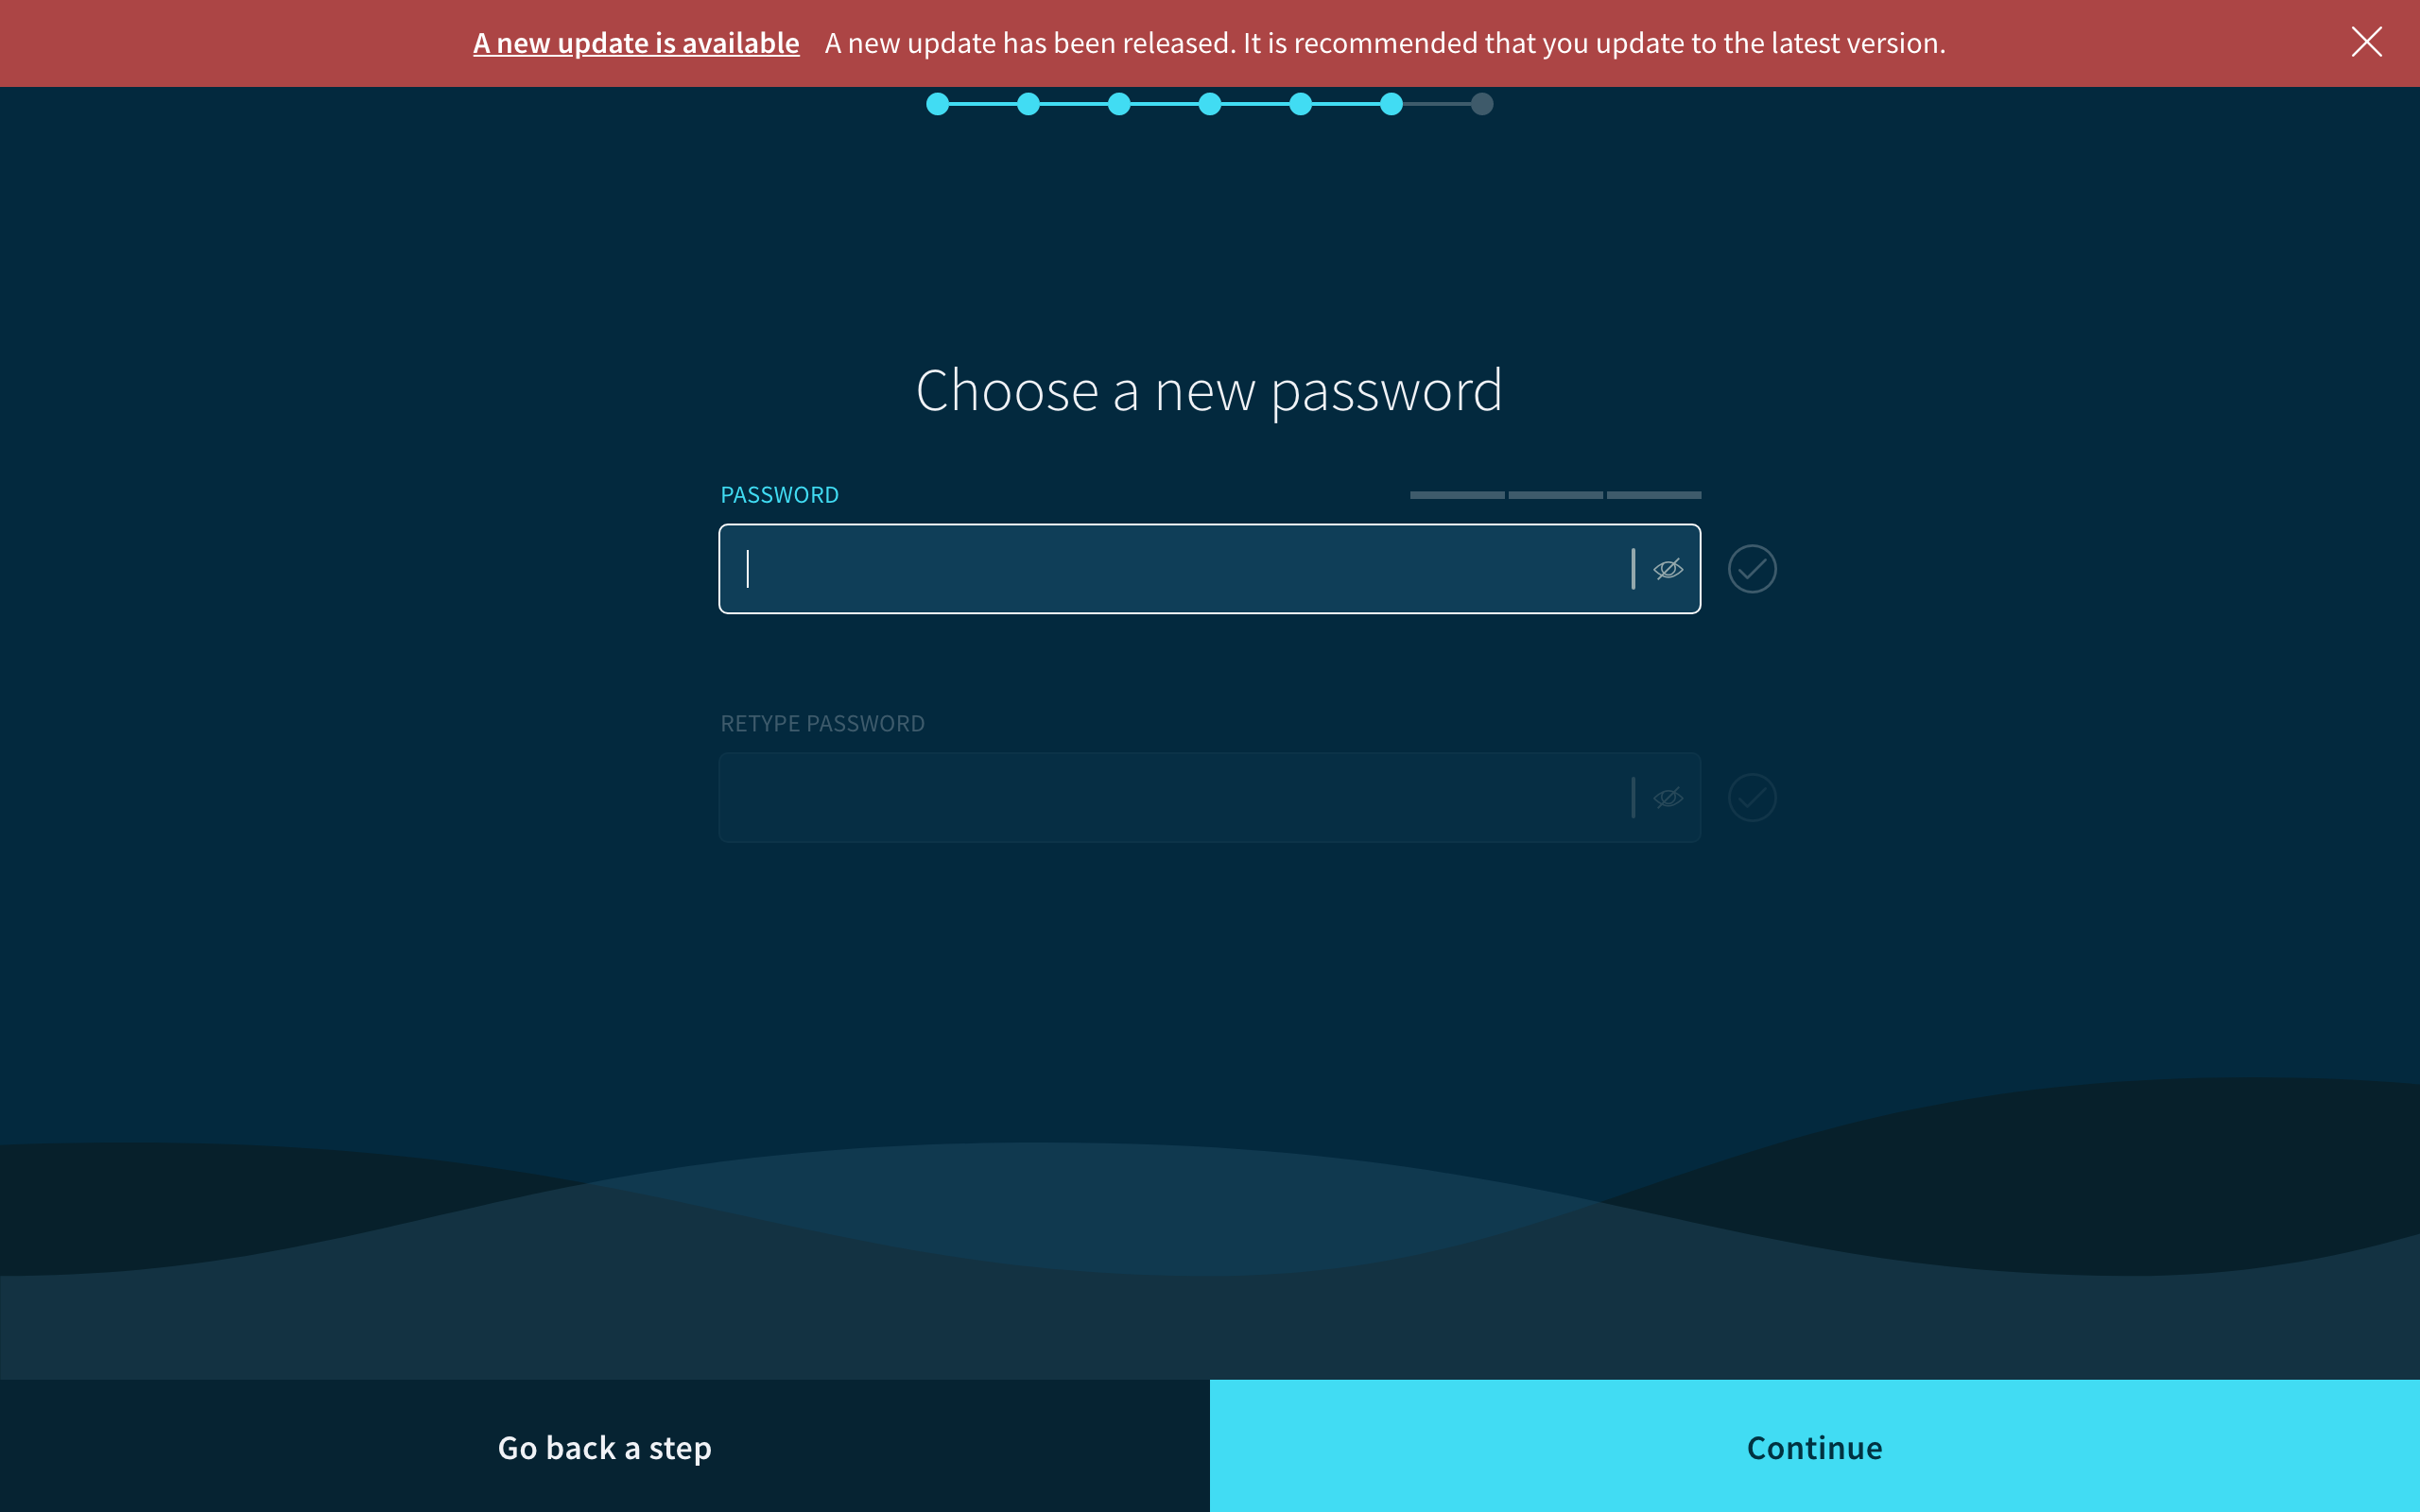 A new update is available A new update has been released. It is recommended that you update to the latest version.
Choose a new password
PASSWORD
RETYPE PASSWORD
Go back a step
Continue